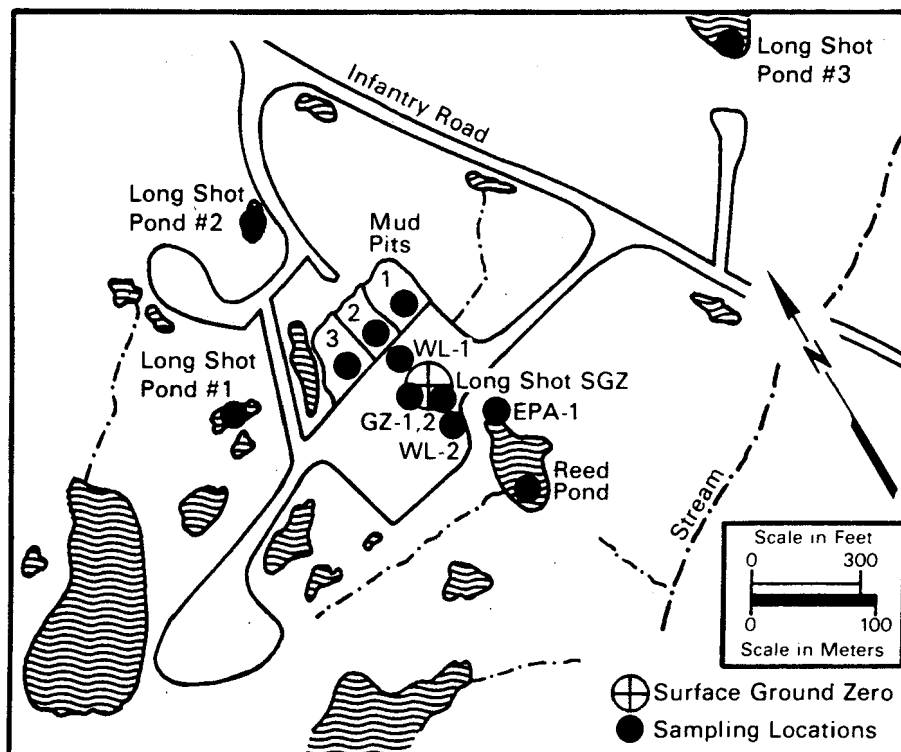 Long Shot
Pond #3
Infantry Road
Long Shot
Pond #2
Mud
Pits
1
2
3
WL-1
Long Shot
Pond #1
Long Shot SGZ
GZ-1,2
EPA-1
WL-2
Reed
Pond
Stream
N
Scale in Feet
0 300
0 100
Scale in Meters
Surface Ground Zero
Sampling Locations